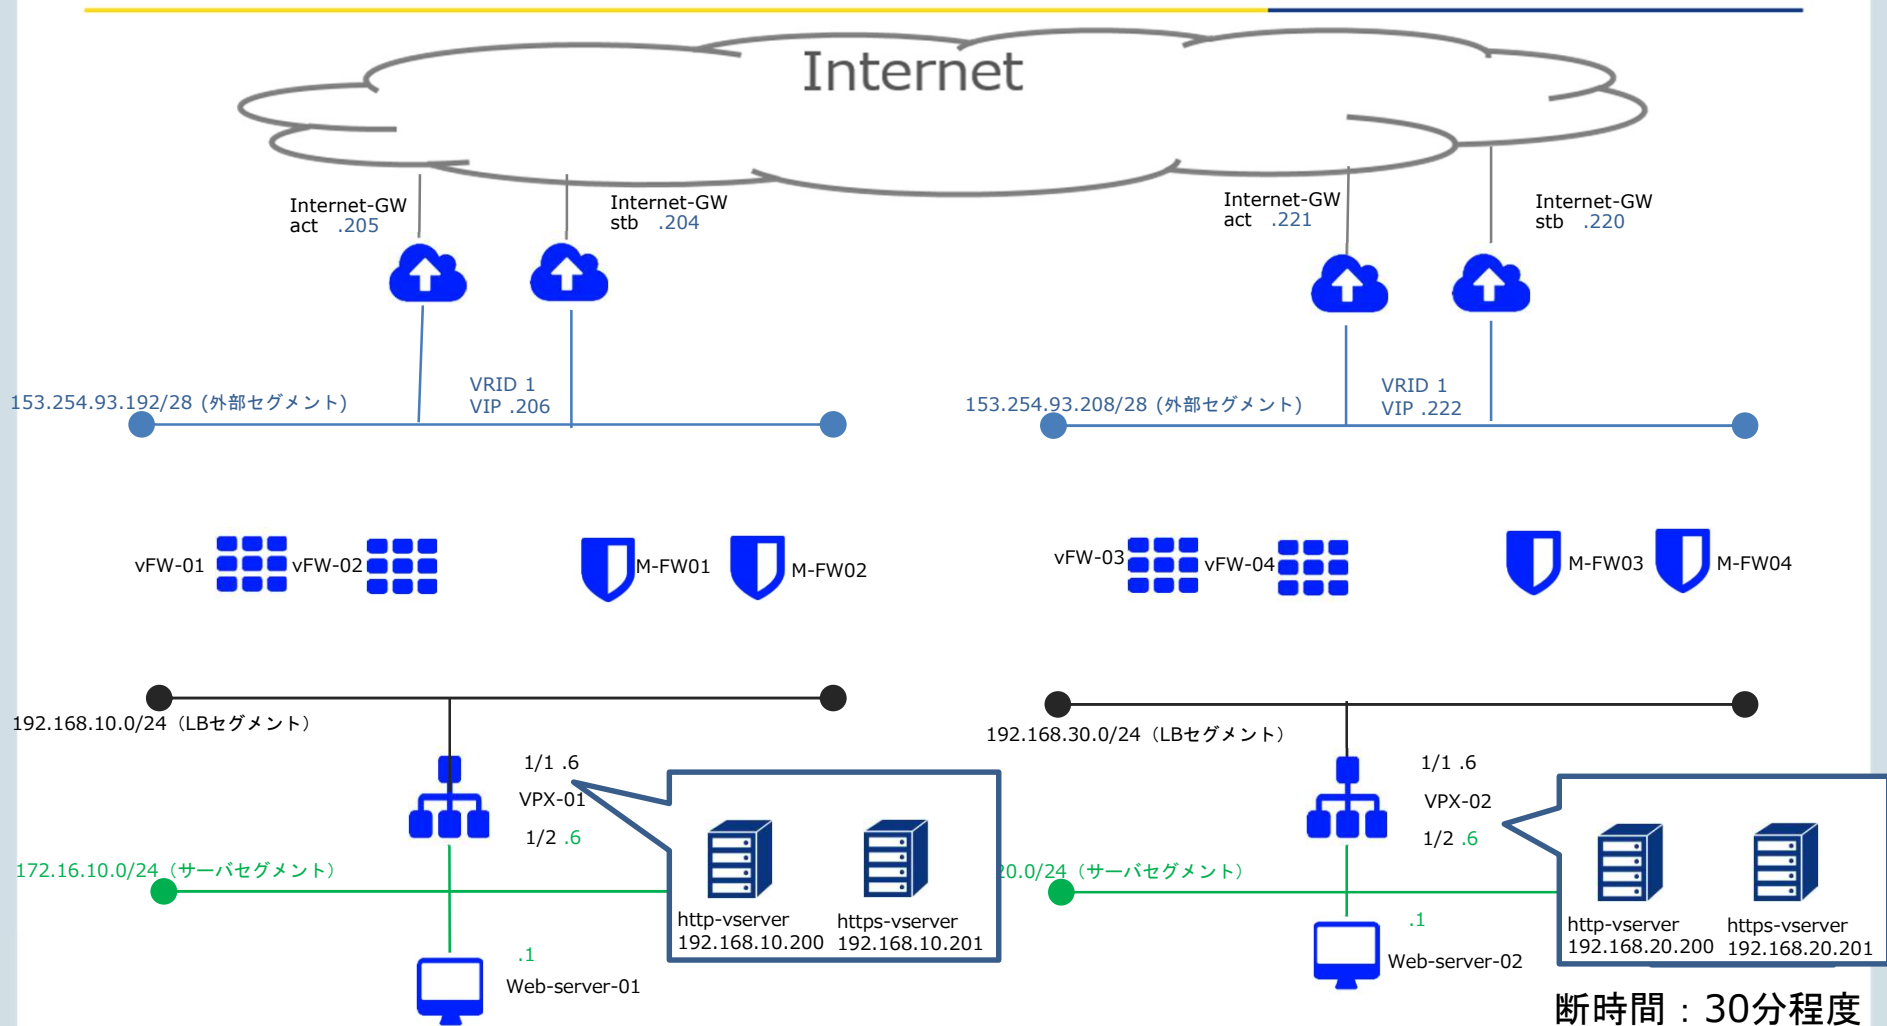 Internet
Internet-GW
act .205
Internet-GW
stb .204
Internet-GW
act .221
Internet-GW
stb .220
153.254.93.192/28 (外部セグメント)
VRID 1
VIP .206
153.254.93.208/28 (外部セグメント)
VRID 1
VIP .222
vFW-01
vFW-02
M-FW01
M-FW02
vFW-03
vFW-04
M-FW03
M-FW04
192.168.10.0/24（LBセグメント）
192.168.30.0/24（LBセグメント）
1/1 .6
VPX-01
1/2 .6
1/1 .6
VPX-02
1/2 .6
172.16.10.0/24（サーバセグメント）
20.0/24（サーバセグメント）
http-vserver
192.168.10.200
https-vserver
192.168.10.201
http-vserver
192.168.20.200
https-vserver
192.168.20.201
.1
Web-server-01
.1
Web-server-02
断時間：30分程度